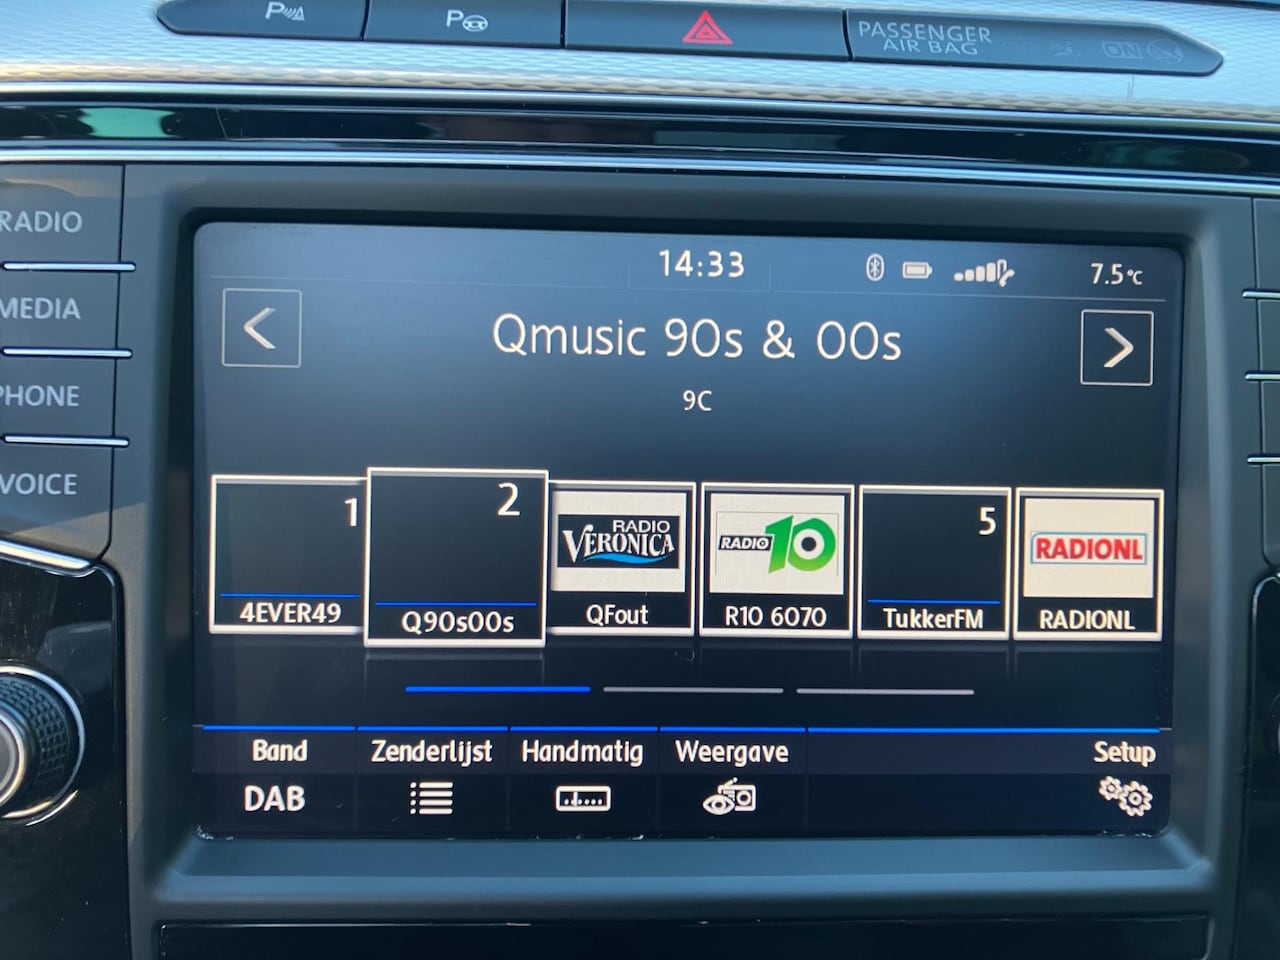 P
P
PASSENGER
AIR BAG
ON
RADIO
MEDIA
PHONE
VOICE
14:33
7.5°C
Qmusic 90s & 00s
9C
1
4EVER49
2
Q90s00s
RADIO
VERONICA
QFout
RADIO 10
R10 6070
5
TukkerFM
RADIONL
RADIONL
Band
Zenderlijst
Handmatig
Weergave
Setup
DAB